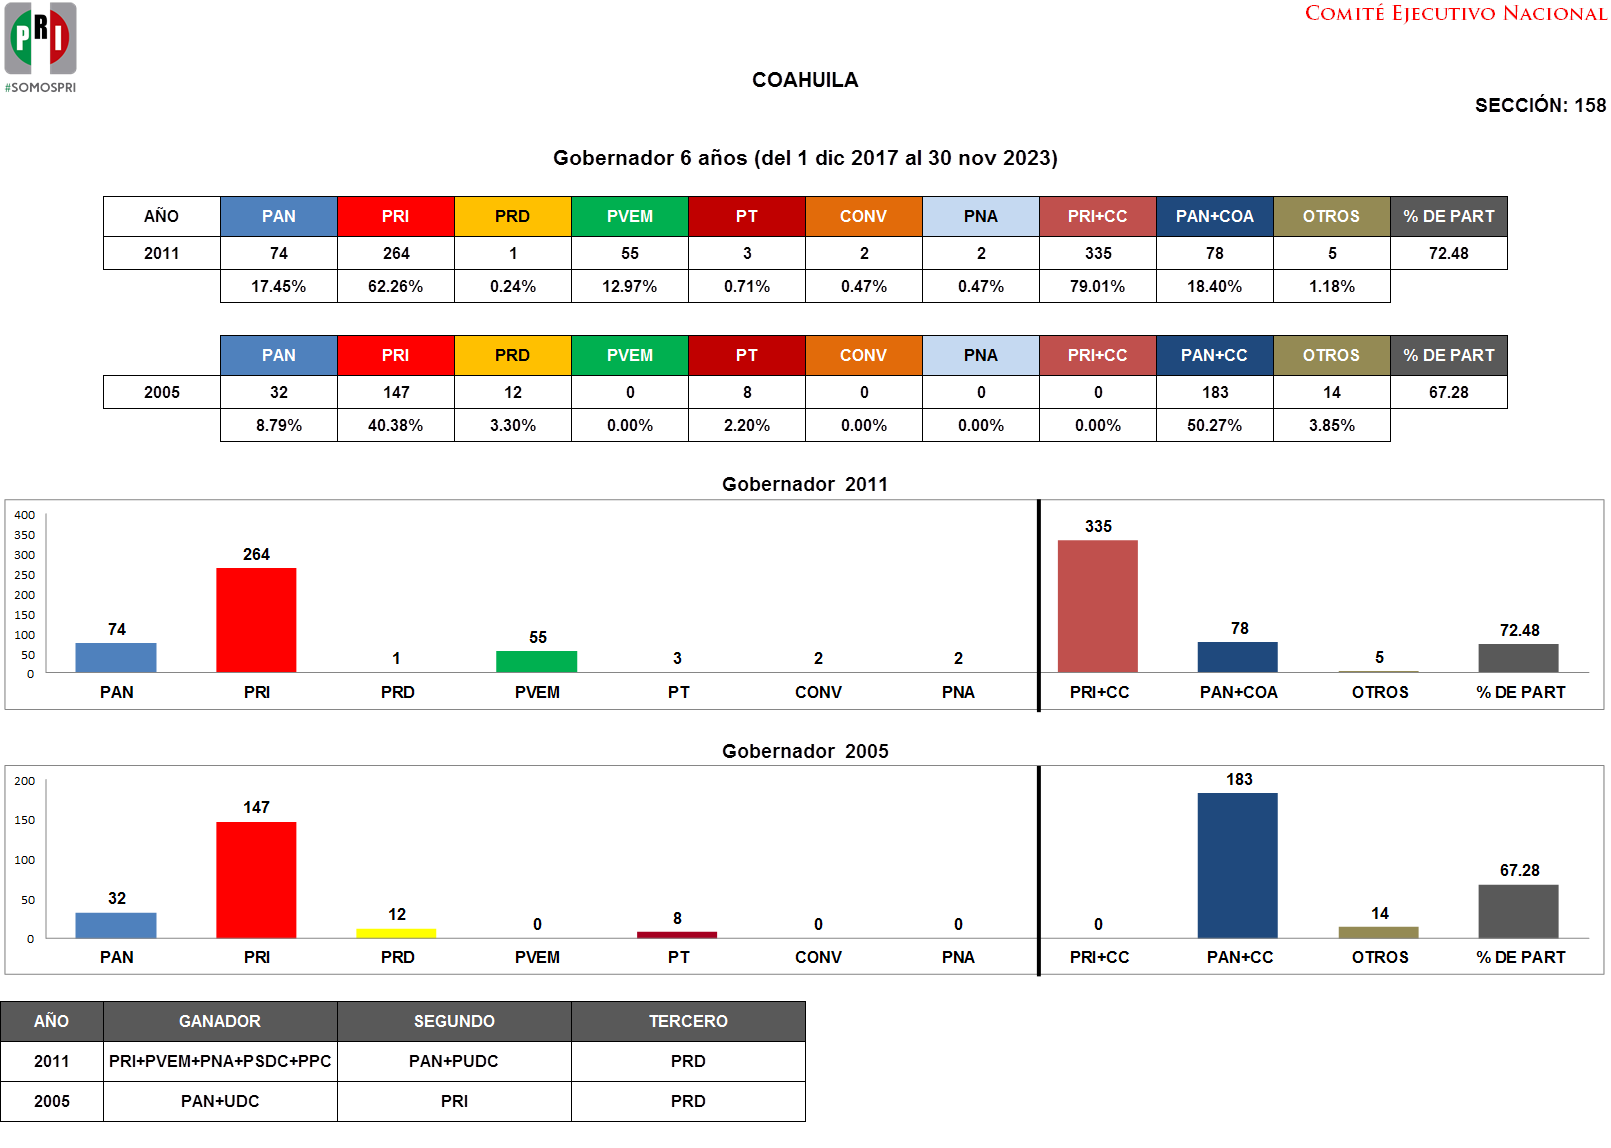 PRI
#SOMOSPRI
COMITÉ EJECUTIVO NACIONAL
COAHUILA
SECCIÓN: 158
Gobernador 6 años (del 1 dic 2017 al 30 nov 2023)
AÑO PAN PRI PRD PVEM PT CONV PNA PRI+CC PAN+COA OTROS % DE PART
2011 74 264 1 55 3 2 2 335 78 5 72.48
17.45% 62.26% 0.24% 12.97% 0.71% 0.47% 0.47% 79.01% 18.40% 1.18%
PAN PRI PRD PVEM PT CONV PNA PRI+CC PAN+CC OTROS % DE PART
2005 32 147 12 0 8 0 0 0 183 14 67.28
8.79% 40.38% 3.30% 0.00% 2.20% 0.00% 0.00% 0.00% 50.27% 3.85%
Gobernador 2011
400
350
300
250
200
150
100
50
0
74 264 1 55 3 2 2 335 78 5 72.48
PAN PRI PRD PVEM PT CONV PNA PRI+CC PAN+COA OTROS % DE PART
Gobernador 2005
200
150
100
50
0
32 147 12 0 8 0 0 0 183 14 67.28
PAN PRI PRD PVEM PT CONV PNA PRI+CC PAN+CC OTROS % DE PART
AÑO GANADOR SEGUNDO TERCERO
2011 PRI+PVEM+PNA+PSDC+PPC PAN+PUDC PRD
2005 PAN+UDC PRI PRD